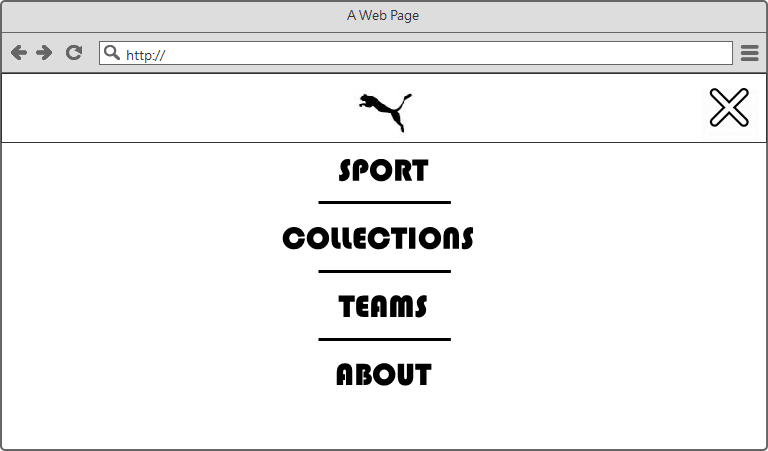 A Web Page
http://
SPORT
COLLECTIONS
TEAMS
ABOUT